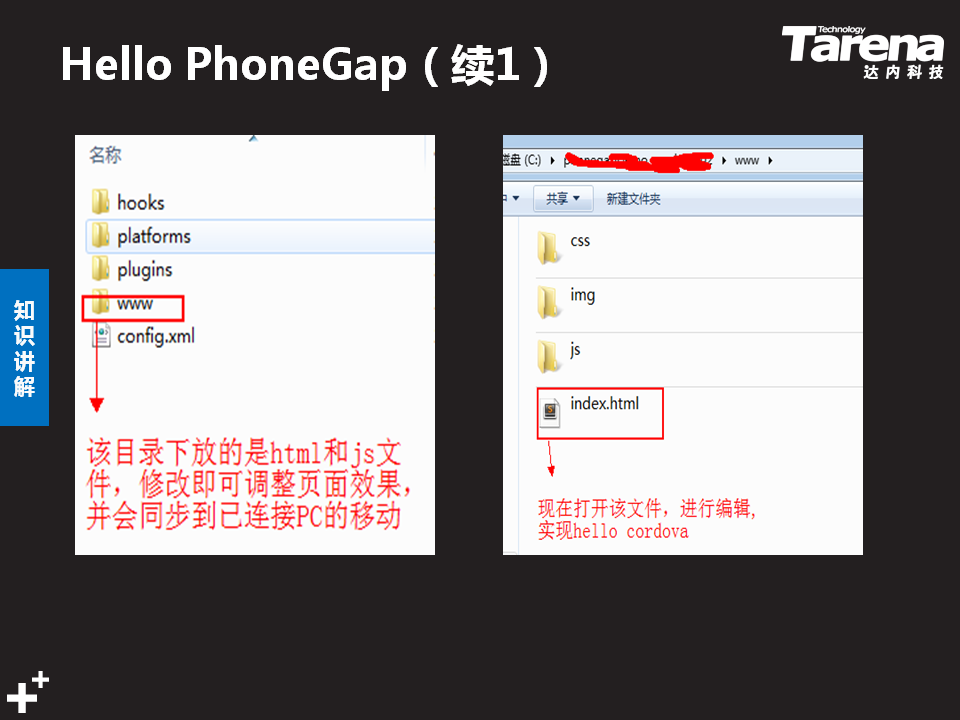 Hello PhoneGap（续1）
Technology
Tarena
达内科技
知识讲解
名称
hooks
platforms
plugins
www
config.xml
该目录下放的是html和js文
件，修改即可调整页面效果，
并会同步到已连接PC的移动
磁盘 (C:) www
共享
新建文件夹
css
img
js
index.html
现在打开该文件，进行编辑，
实现hello cordova